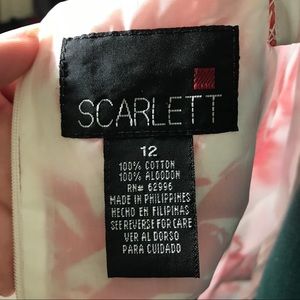 SCARLETT
12
100% COTTON
100% ALGODON
RN# 62996
MADE IN PHILIPPINES
HECHO EN FILIPINAS
SEE REVERSE FOR CARE
VER AL DORSO
PARA CUIDADO